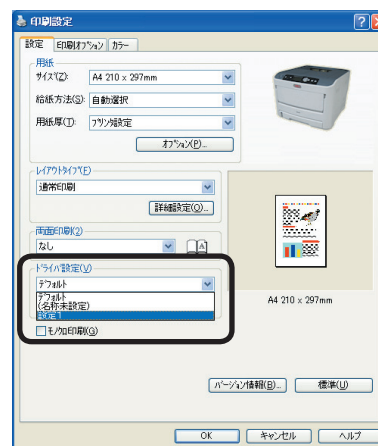 印刷設定
設定 印刷オプション カラー
用紙
サイズ(Z): A4 210 x 297mm
給紙方法(S): 自動選択
用紙厚(T): プリンタ設定
オプション(P)...
レイアウトタイプ(F)
通常印刷
詳細設定(O)...
両面印刷(2)
なし
A
ドライバ設定(V)
デフォルト
デフォルト
(名称未設定)
設定1
モノクロ印刷(G)
A4 210 x 297mm
バージョン情報(B)... 標準(U)
OK キャンセル ヘルプ